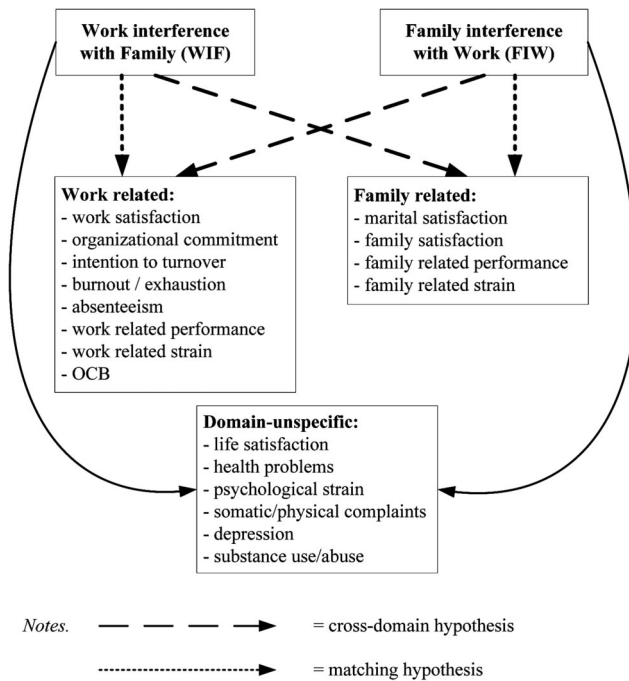 Work interference
with Family (WIF)
Family interference
with Work (FIW)
Work related:
- work satisfaction
- organizational commitment
- intention to turnover
- burnout / exhaustion
- absenteeism
- work related performance
- work related strain
- OCB
Family related:
- marital satisfaction
- family satisfaction
- family related performance
- family related strain
Domain-unspecific:
- life satisfaction
- health problems
- psychological strain
- somatic/physical complaints
- depression
- substance use/abuse
Notes.
= cross-domain hypothesis
= matching hypothesis